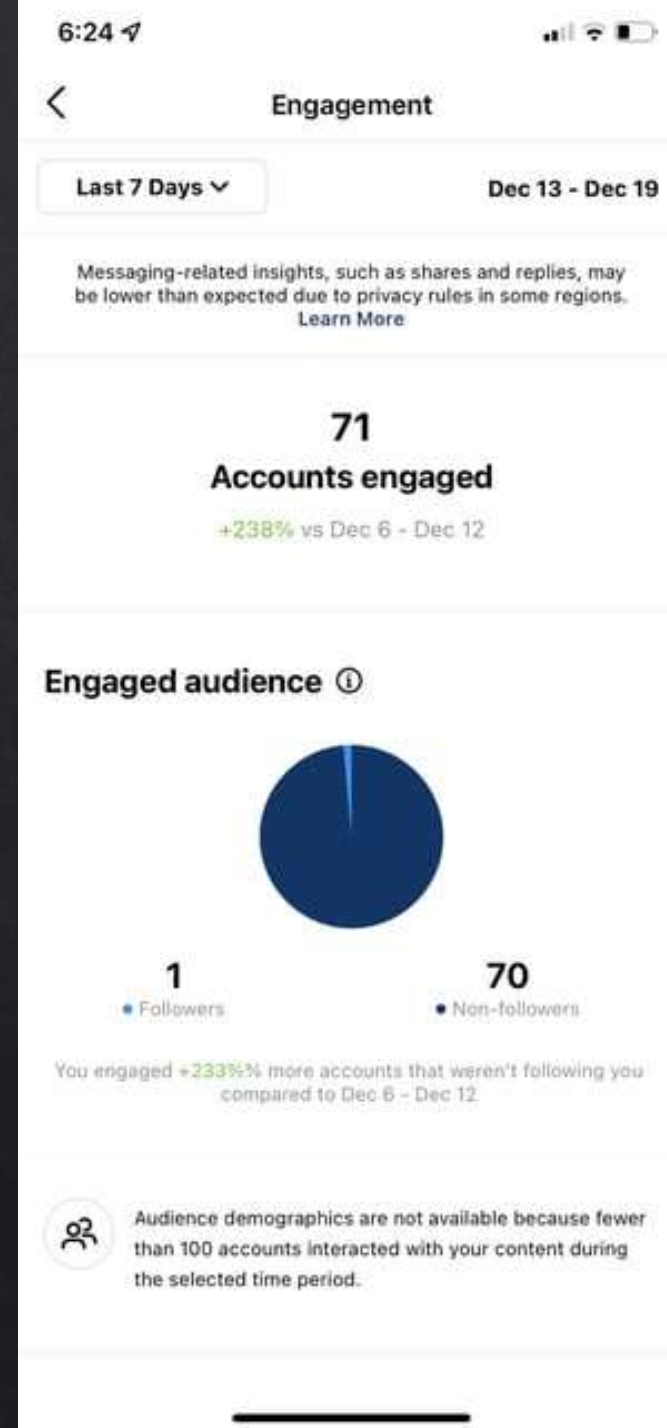 6:24
Engagement
Last 7 Days
Dec 13 - Dec 19
Messaging-related insights, such as shares and replies, may
be lower than expected due to privacy rules in some regions.
Learn More
71
Accounts engaged
+238% vs Dec 6 - Dec 12
Engaged audience
1
70
Followers
Non-followers
You engaged +233%% more accounts that weren't following you
compared to Dec 6 - Dec 12
Audience demographics are not available because fewer
than 100 accounts interacted with your content during
the selected time period.